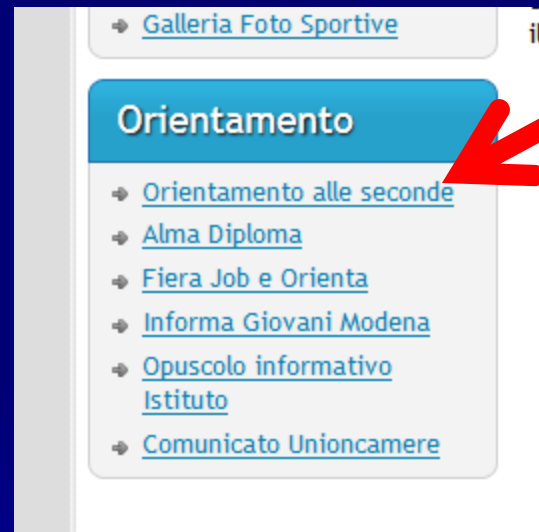 Galleria Foto Sportive
il
Orientamento
Orientamento alle seconde
Alma Diploma
Fiera Job e Orienta
Informa Giovani Modena
Opuscolo informativo
Istituto
Comunicato Unioncamere